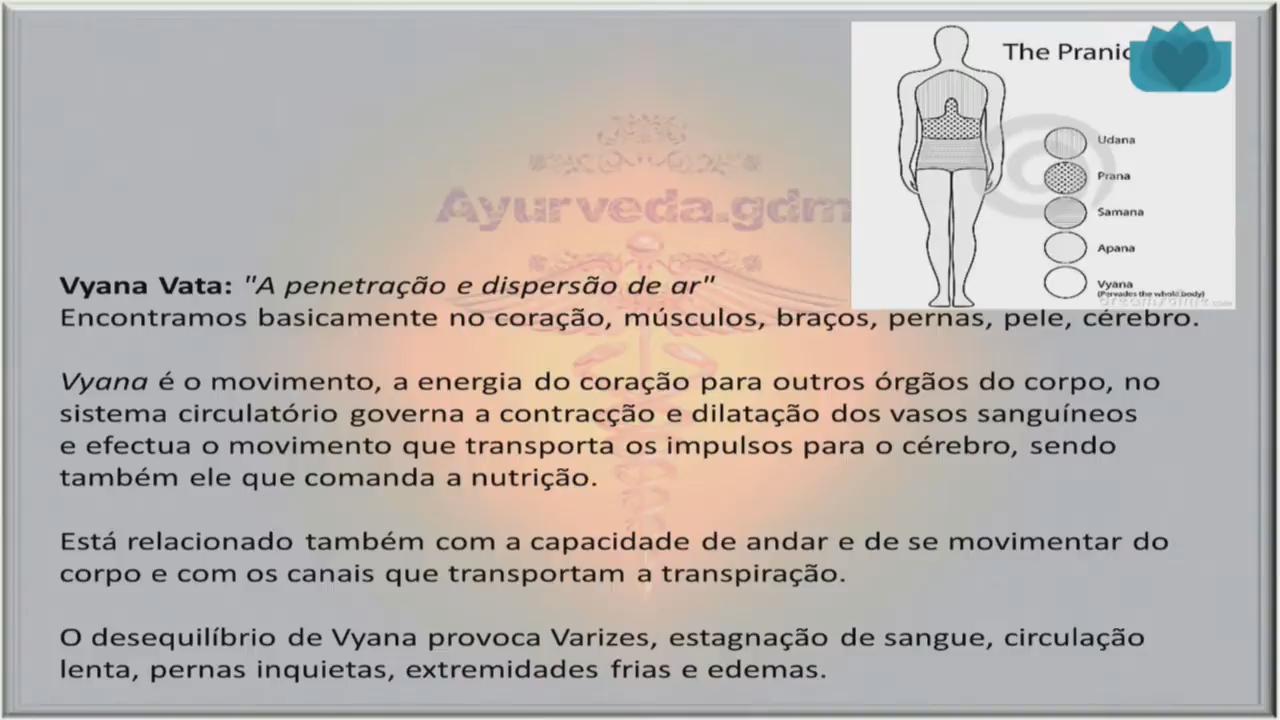 The Pranic
Udana
Prana
Samana
Apana
Vyana
(Pervades the whole body)
dreamstime.com
Ayurveda.gdm
Vyana Vata: "A penetração e dispersão de ar"
Encontramos basicamente no coração, músculos, braços, pernas, pele, cérebro.
Vyana é o movimento, a energia do coração para outros órgãos do corpo, no
sistema circulatório governa a contracção e dilatação dos vasos sanguíneos
e efectua o movimento que transporta os impulsos para o cérebro, sendo
também ele que comanda a nutrição.
Está relacionado também com a capacidade de andar e de se movimentar do
corpo e com os canais que transportam a transpiração.
O desequilíbrio de Vyana provoca Varizes, estagnação de sangue, circulação
lenta, pernas inquietas, extremidades frias e edemas.